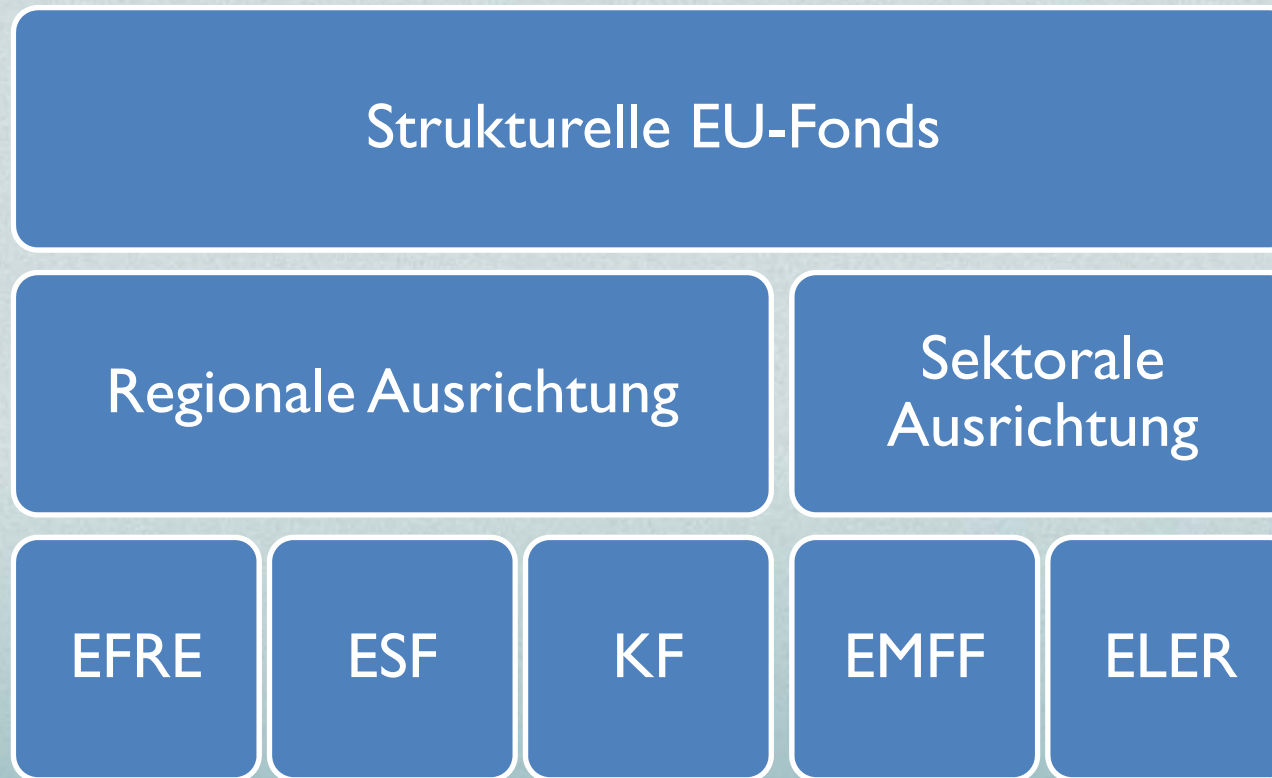 Strukturelle EU-Fonds
Regionale Ausrichtung
Sektorale
Ausrichtung
EFRE
ESF
KF
EMFF
ELER